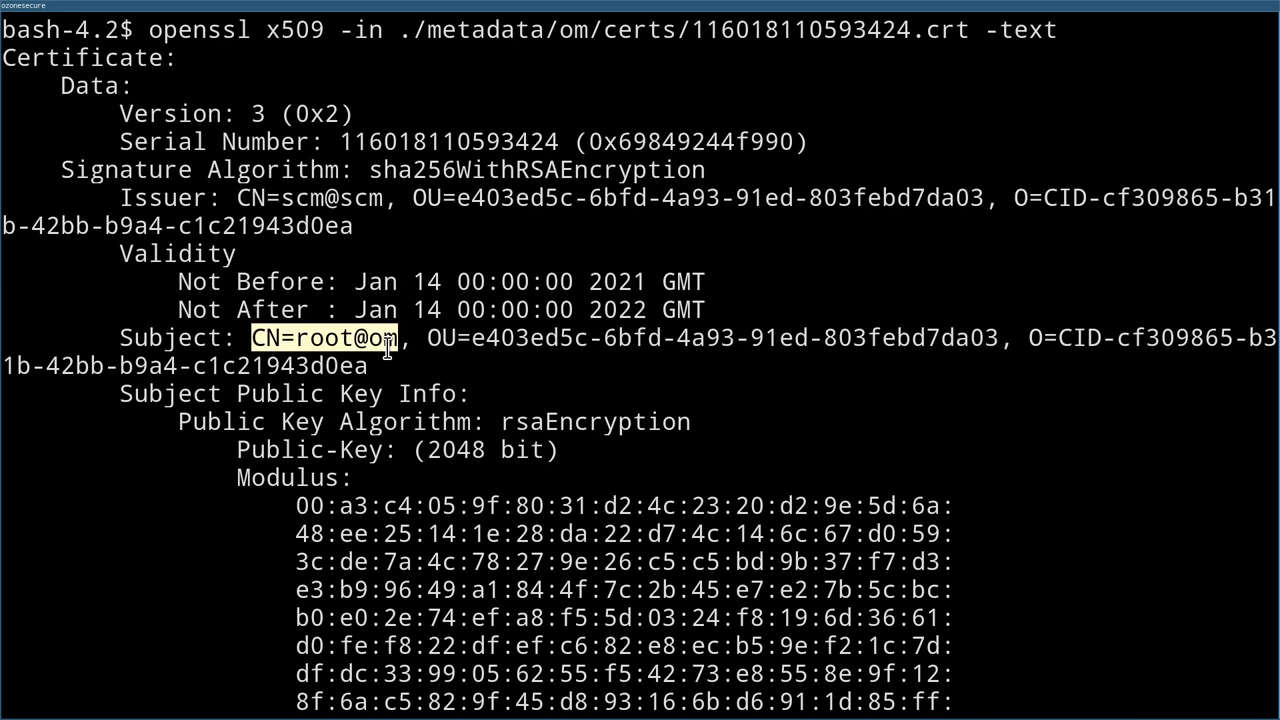 ozonesecure
bash-4.2$ openssl x509 -in ./metadata/om/certs/116018110593424.crt -text
Certificate:
    Data:
        Version: 3 (0x2)
        Serial Number: 116018110593424 (0x69849244f990)
    Signature Algorithm: sha256WithRSAEncryption
        Issuer: CN=scm@scm, OU=e403ed5c-6bfd-4a93-91ed-803febd7da03, O=CID-cf309865-b31
b-42bb-b9a4-c1c21943d0ea
        Validity
            Not Before: Jan 14 00:00:00 2021 GMT
            Not After : Jan 14 00:00:00 2022 GMT
        Subject: CN=root@om, OU=e403ed5c-6bfd-4a93-91ed-803febd7da03, O=CID-cf309865-b3
1b-42bb-b9a4-c1c21943d0ea
        Subject Public Key Info:
            Public Key Algorithm: rsaEncryption
                Public-Key: (2048 bit)
                Modulus:
                    00:a3:c4:05:9f:80:31:d2:4c:23:20:d2:9e:5d:6a:
                    48:ee:25:14:1e:28:da:22:d7:4c:14:6c:67:d0:59:
                    3c:de:7a:4c:78:27:9e:26:c5:c5:bd:9b:37:f7:d3:
                    e3:b9:96:49:a1:84:4f:7c:2b:45:e7:e2:7b:5c:bc:
                    b0:e0:2e:74:ef:a8:f5:5d:03:24:f8:19:6d:36:61:
                    d0:fe:f8:22:df:ef:c6:82:e8:ec:b5:9e:f2:1c:7d:
                    df:dc:33:99:05:62:55:f5:42:73:e8:55:8e:9f:12:
                    8f:6a:c5:82:9f:45:d8:93:16:6b:d6:91:1d:85:ff: